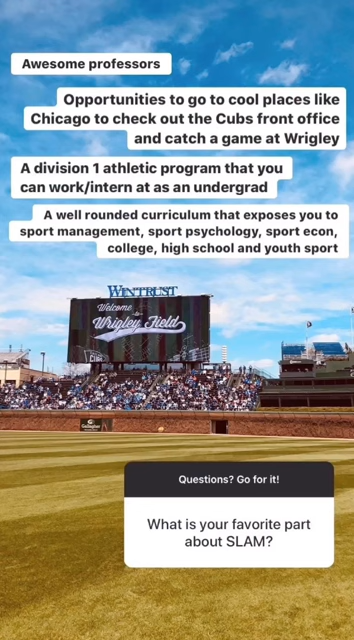 Awesome professors
Opportunities to go to cool places like
Chicago to check out the Cubs front office
and catch a game at Wrigley
A division 1 athletic program that you
can work/intern at as an undergrad
A well rounded curriculum that exposes you to
sport management, sport psychology, sport econ,
college, high school and youth sport
WINTRUST
Welcome
to
Wrigley Field
Questions? Go for it!
What is your favorite part
about SLAM?